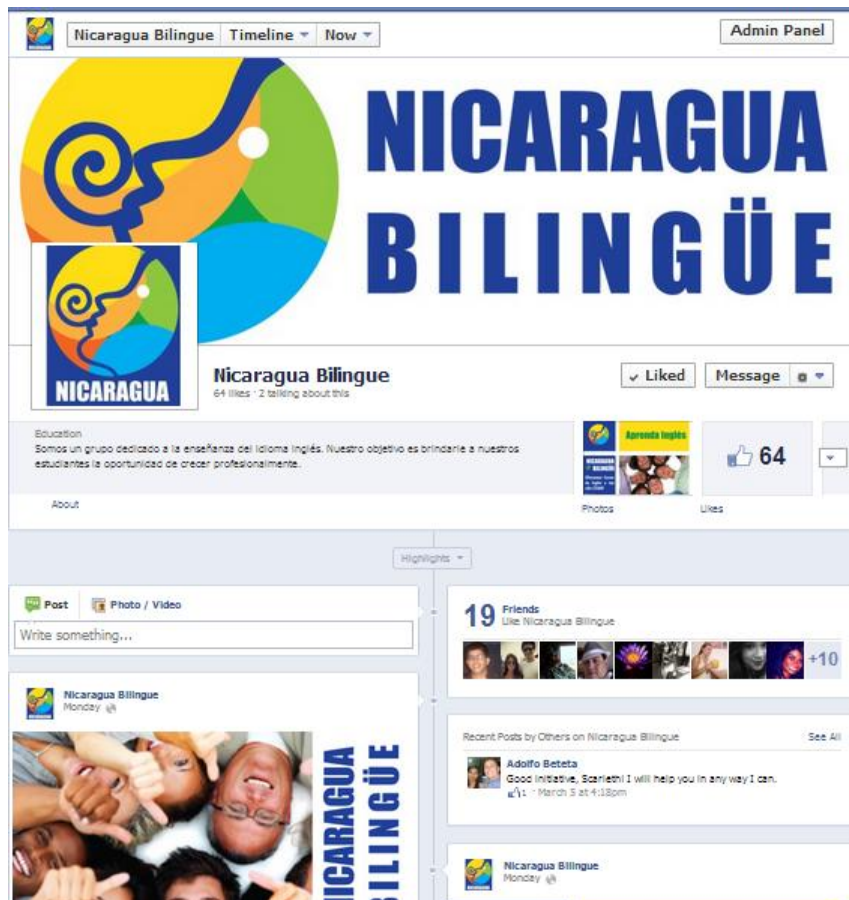 Nicaragua Bilingue Timeline Now
Admin Panel
NICARAGUA
BILINGÜE
NICARAGUA
Nicaragua Bilingue
64 likes · 2 talking about this
Liked
Message
Education
Somos un grupo dedicado a la enseñanza del idioma inglés. Nuestro objetivo es brindarle a nuestros
estudiantes la oportunidad de crecer profesionalmente.
About
Aprenda Inglés
NICARAGUA
BILINGÜE
Photos
64
Likes
Highlights
Post Photo / Video
Write something...
19 Friends
Like Nicaragua Bilingue
+10
Nicaragua Bilingue
Monday
NICARAGUA
BILINGÜE
Recent Posts by Others on Nicaragua Bilingue See All
Adolfo Beteta
Good initiative, Scarleth! I will help you in any way I can.
1 · March 5 at 4:18pm
Nicaragua Bilingue
Monday